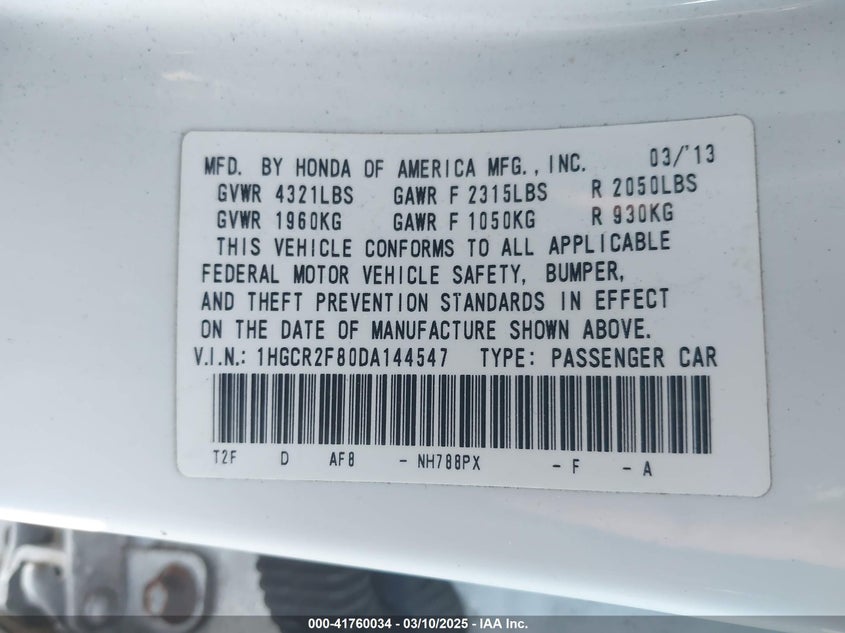 MFD. BY HONDA OF AMERICA MFG., INC. 03/'13
GVWR 4321LBS GAWR F 2315LBS R 2050LBS
GVWR 1960KG GAWR F 1050KG R 930KG
THIS VEHICLE CONFORMS TO ALL APPLICABLE
FEDERAL MOTOR VEHICLE SAFETY, BUMPER,
AND THEFT PREVENTION STANDARDS IN EFFECT
ON THE DATE OF MANUFACTURE SHOWN ABOVE.
V.I.N.: 1HGCR2F80DA144547 TYPE: PASSENGER CAR
T2F D AF8 - NH788PX - F - A
000-41760034 - 03/10/2025 - IAA Inc.